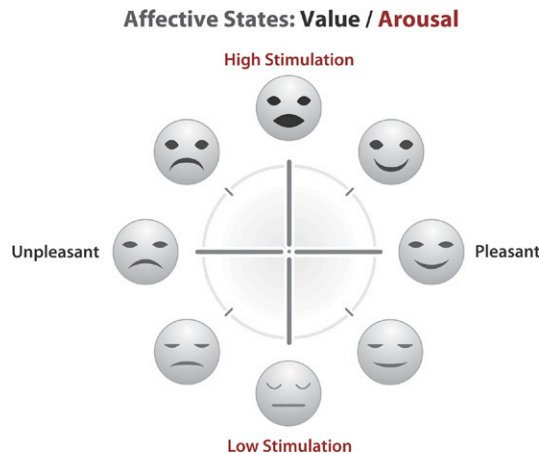 Affective States: Value / Arousal
High Stimulation
Unpleasant
Pleasant
Low Stimulation